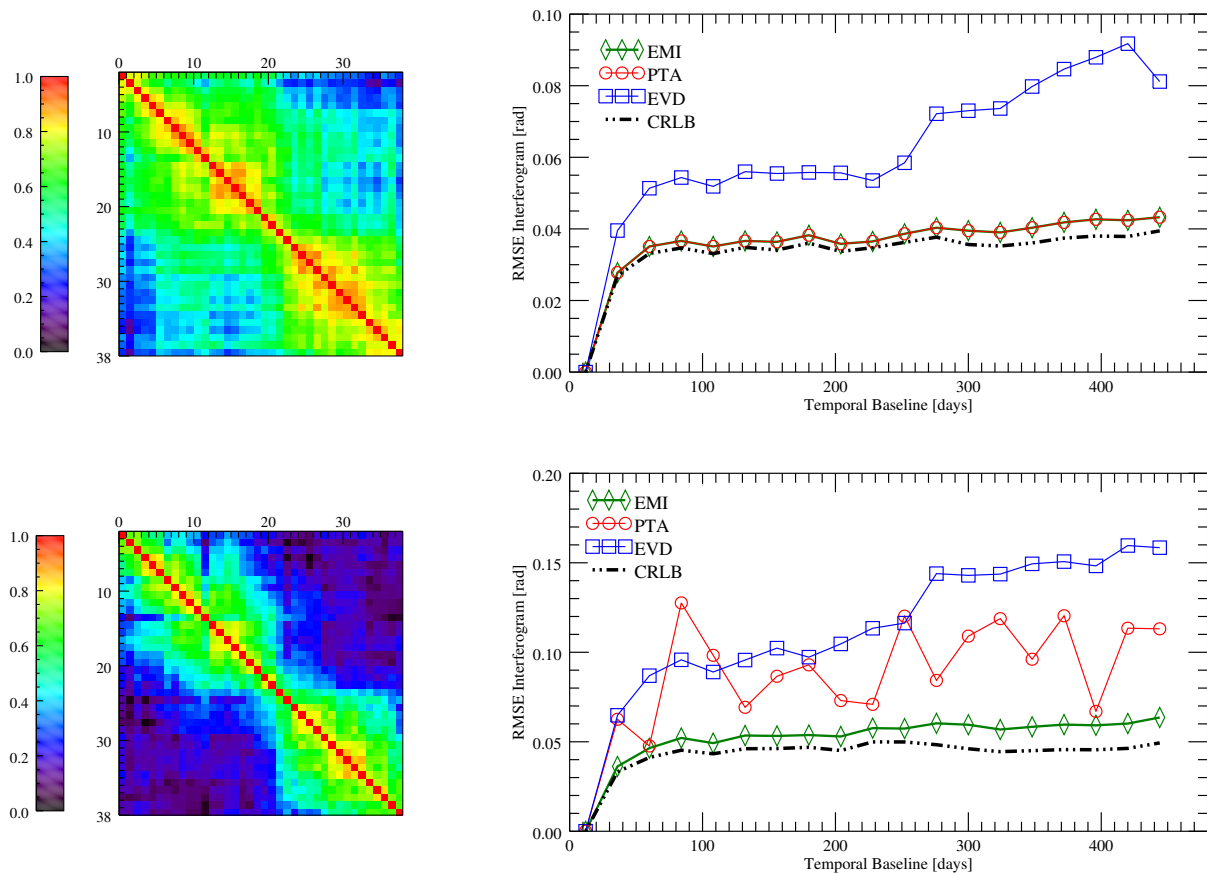 0 10 20 30
1.0
0.8
0.6
0.4
0.2
0.0
10
20
30
38
0.10
0.08
0.06
0.04
0.02
0.00
RMSE Interferogram [rad]
EMI
PTA
EVD
CRLB
0 100 200 300 400
Temporal Baseline [days]
0 10 20 30
1.0
0.8
0.6
0.4
0.2
0.0
10
20
30
38
0.20
0.15
0.10
0.05
0.00
RMSE Interferogram [rad]
EMI
PTA
EVD
CRLB
0 100 200 300 400
Temporal Baseline [days]